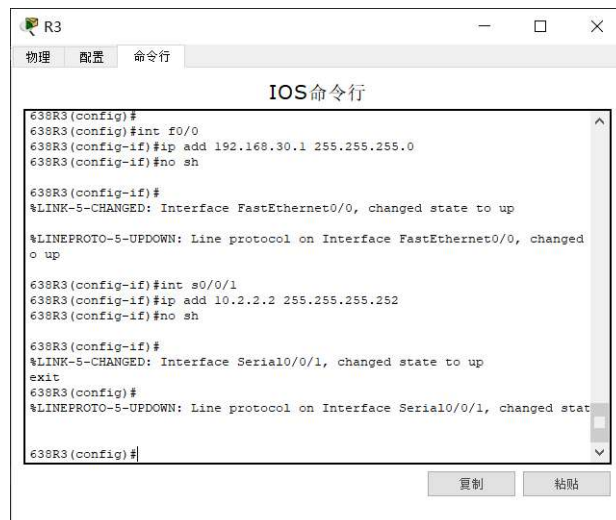 R3
物理 配置 命令行
IOS命令行
638R3(config)#
638R3(config)#int f0/0
638R3(config-if)#ip add 192.168.30.1 255.255.255.0
638R3(config-if)#no sh
638R3(config-if)#
%LINK-5-CHANGED: Interface FastEthernet0/0, changed state to up
%LINEPROTO-5-UPDOWN: Line protocol on Interface FastEthernet0/0, changed
o up
638R3(config-if)#int s0/0/1
638R3(config-if)#ip add 10.2.2.2 255.255.255.252
638R3(config-if)#no sh
638R3(config-if)#
%LINK-5-CHANGED: Interface Serial0/0/1, changed state to up
exit
638R3(config)#
%LINEPROTO-5-UPDOWN: Line protocol on Interface Serial0/0/1, changed stat
638R3(config)#
复制 粘贴